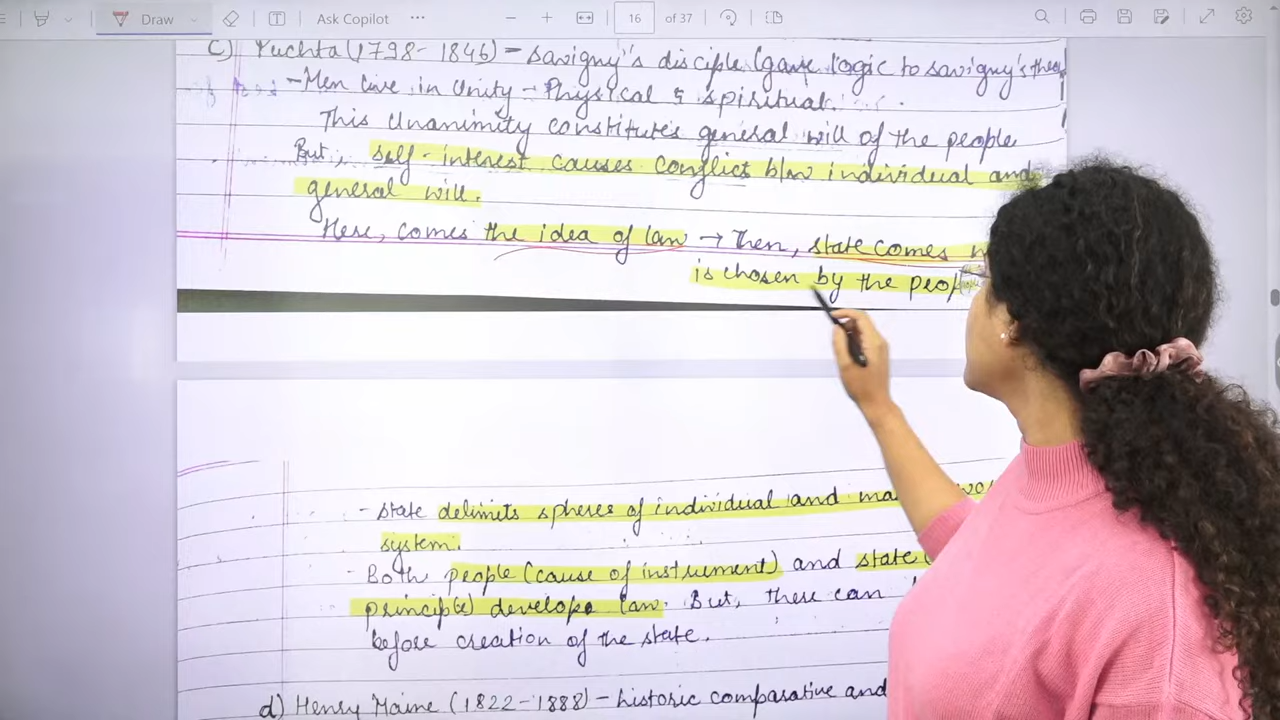 Draw
Ask Copilot
16 of 37
c) Puchta (1798- 1846) - Savigny's disciple (gave logic to savigny's theo
- Men live in Unity - Physical & spiritual.
This Unanimity constitutes general will of the people
But, self-interest causes conflict b/w individual and
general will.
Here, comes the idea of law → Then, state comes
is chosen by the peop
- state delimits spheres of individual and
system.
- Both people (cause of instrument) and state
principle) develops law. But, there can
before creation of the state.
d) Henry Maine (1822-1888) - historic comparative and